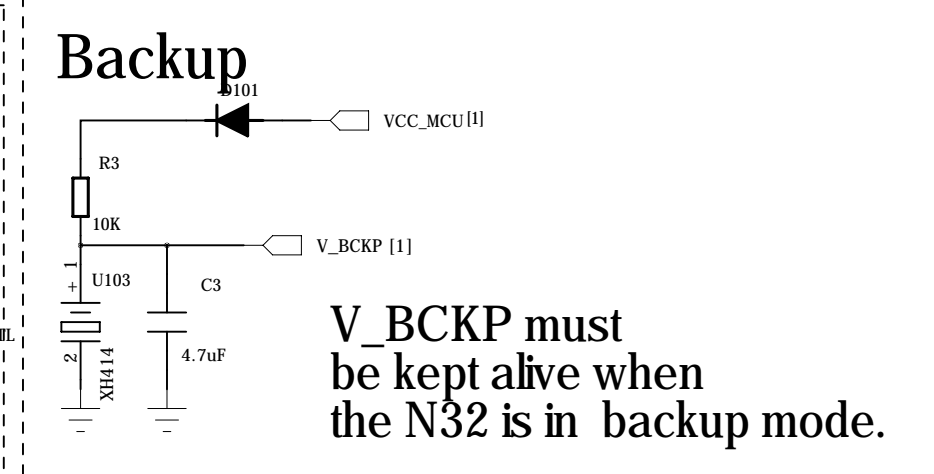 Backup
D101
VCC_MCU [1]
R3
10K
V_BCKP [1]
+ 1
U103
C3
2
XH414
4.7uF
V_BCKP must
be kept alive when
the N32 is in backup mode.